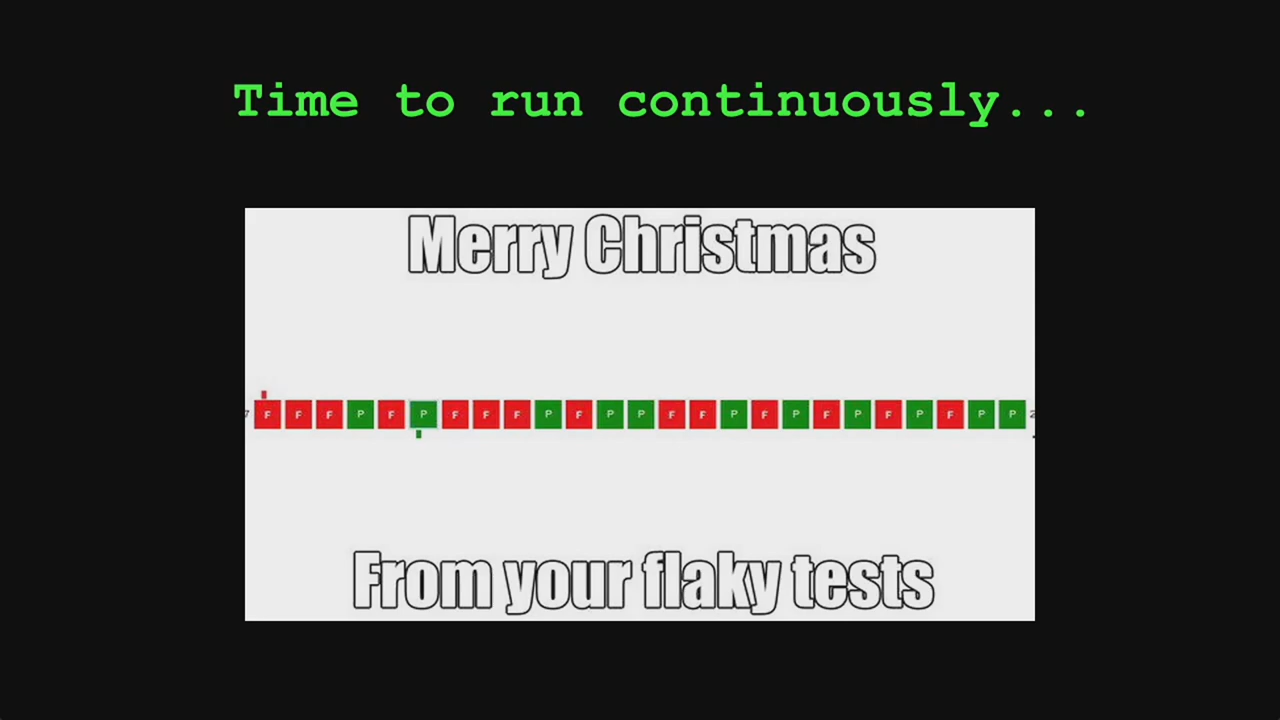 Time to run continuously...
Merry Christmas
F F F P F P F F F P F P P F F P F P F P F P F P P
From your flaky tests